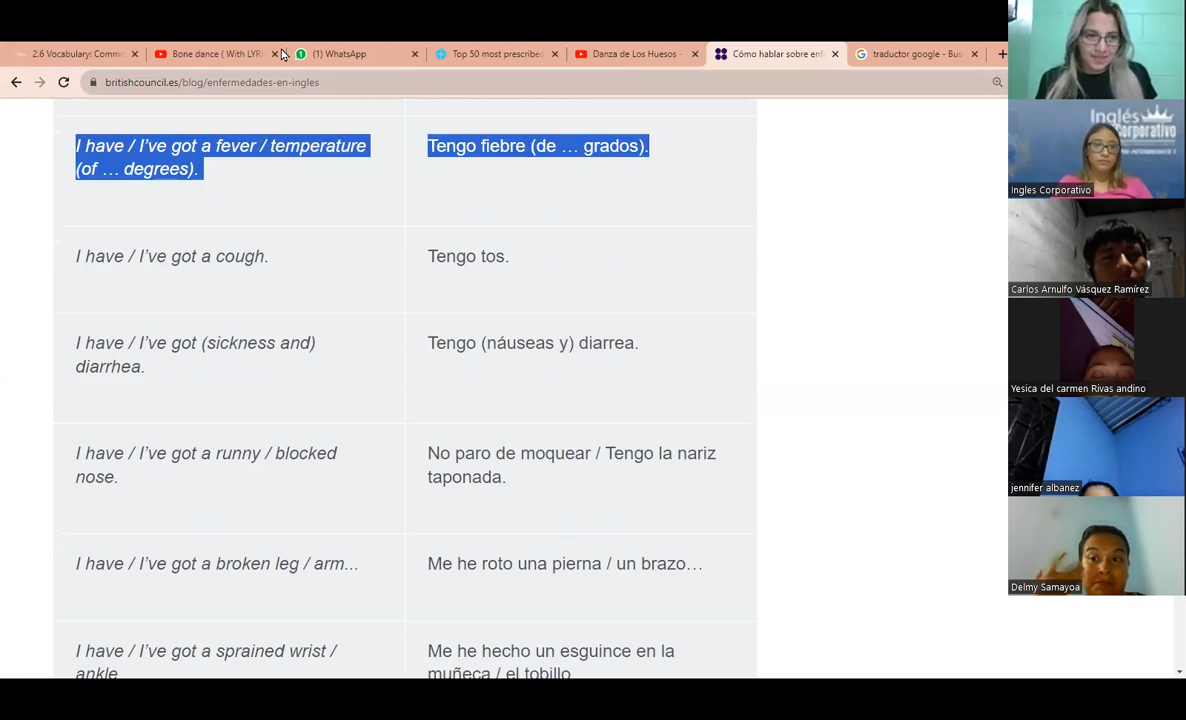 2.6 Vocabulary: Commo
Bone dance ( With LYRI
(1) WhatsApp
Top 50 most prescribed
Danza de Los Huesos -
Cómo hablar sobre enf
traductor google - Bus
britishcouncil.es/blog/enfermedades-en-ingles
I have / I've got a fever / temperature
(of … degrees).
Tengo fiebre (de … grados).
I have / I've got a cough.
Tengo tos.
I have / I've got (sickness and)
diarrhea.
Tengo (náuseas y) diarrea.
I have / I've got a runny / blocked
nose.
No paro de moquear / Tengo la nariz
taponada.
I have / I've got a broken leg / arm...
Me he roto una pierna / un brazo…
I have / I've got a sprained wrist /
ankle
Me he hecho un esguince en la
muñeca / el tobillo
Inglés
Corporativo
Ingles Corporativo
Carlos Arnulfo Vásquez Ramírez
Yesica del carmen Rivas andino
jennifer albanez
Delmy Samayoa